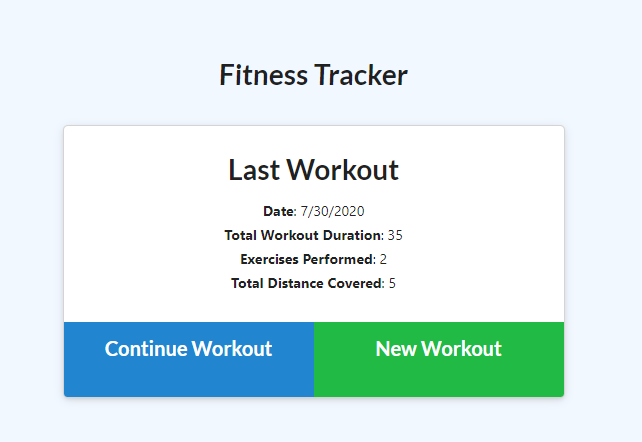 Fitness Tracker
Last Workout
Date: 7/30/2020
Total Workout Duration: 35
Exercises Performed: 2
Total Distance Covered: 5
Continue Workout
New Workout